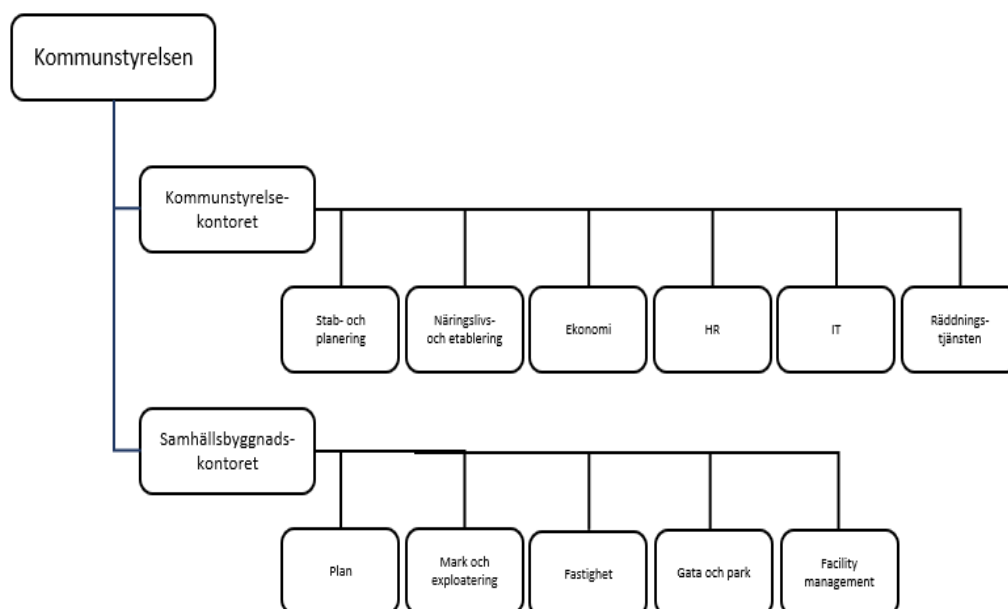 Kommunstyrelsen
Kommunstyrelse-
kontoret
Stab- och
planering
Näringslivs-
och etablering
Ekonomi
HR
IT
Räddnings-
tjänsten
Samhällsbyggnads-
kontoret
Plan
Mark och
exploatering
Fastighet
Gata och park
Facility
management